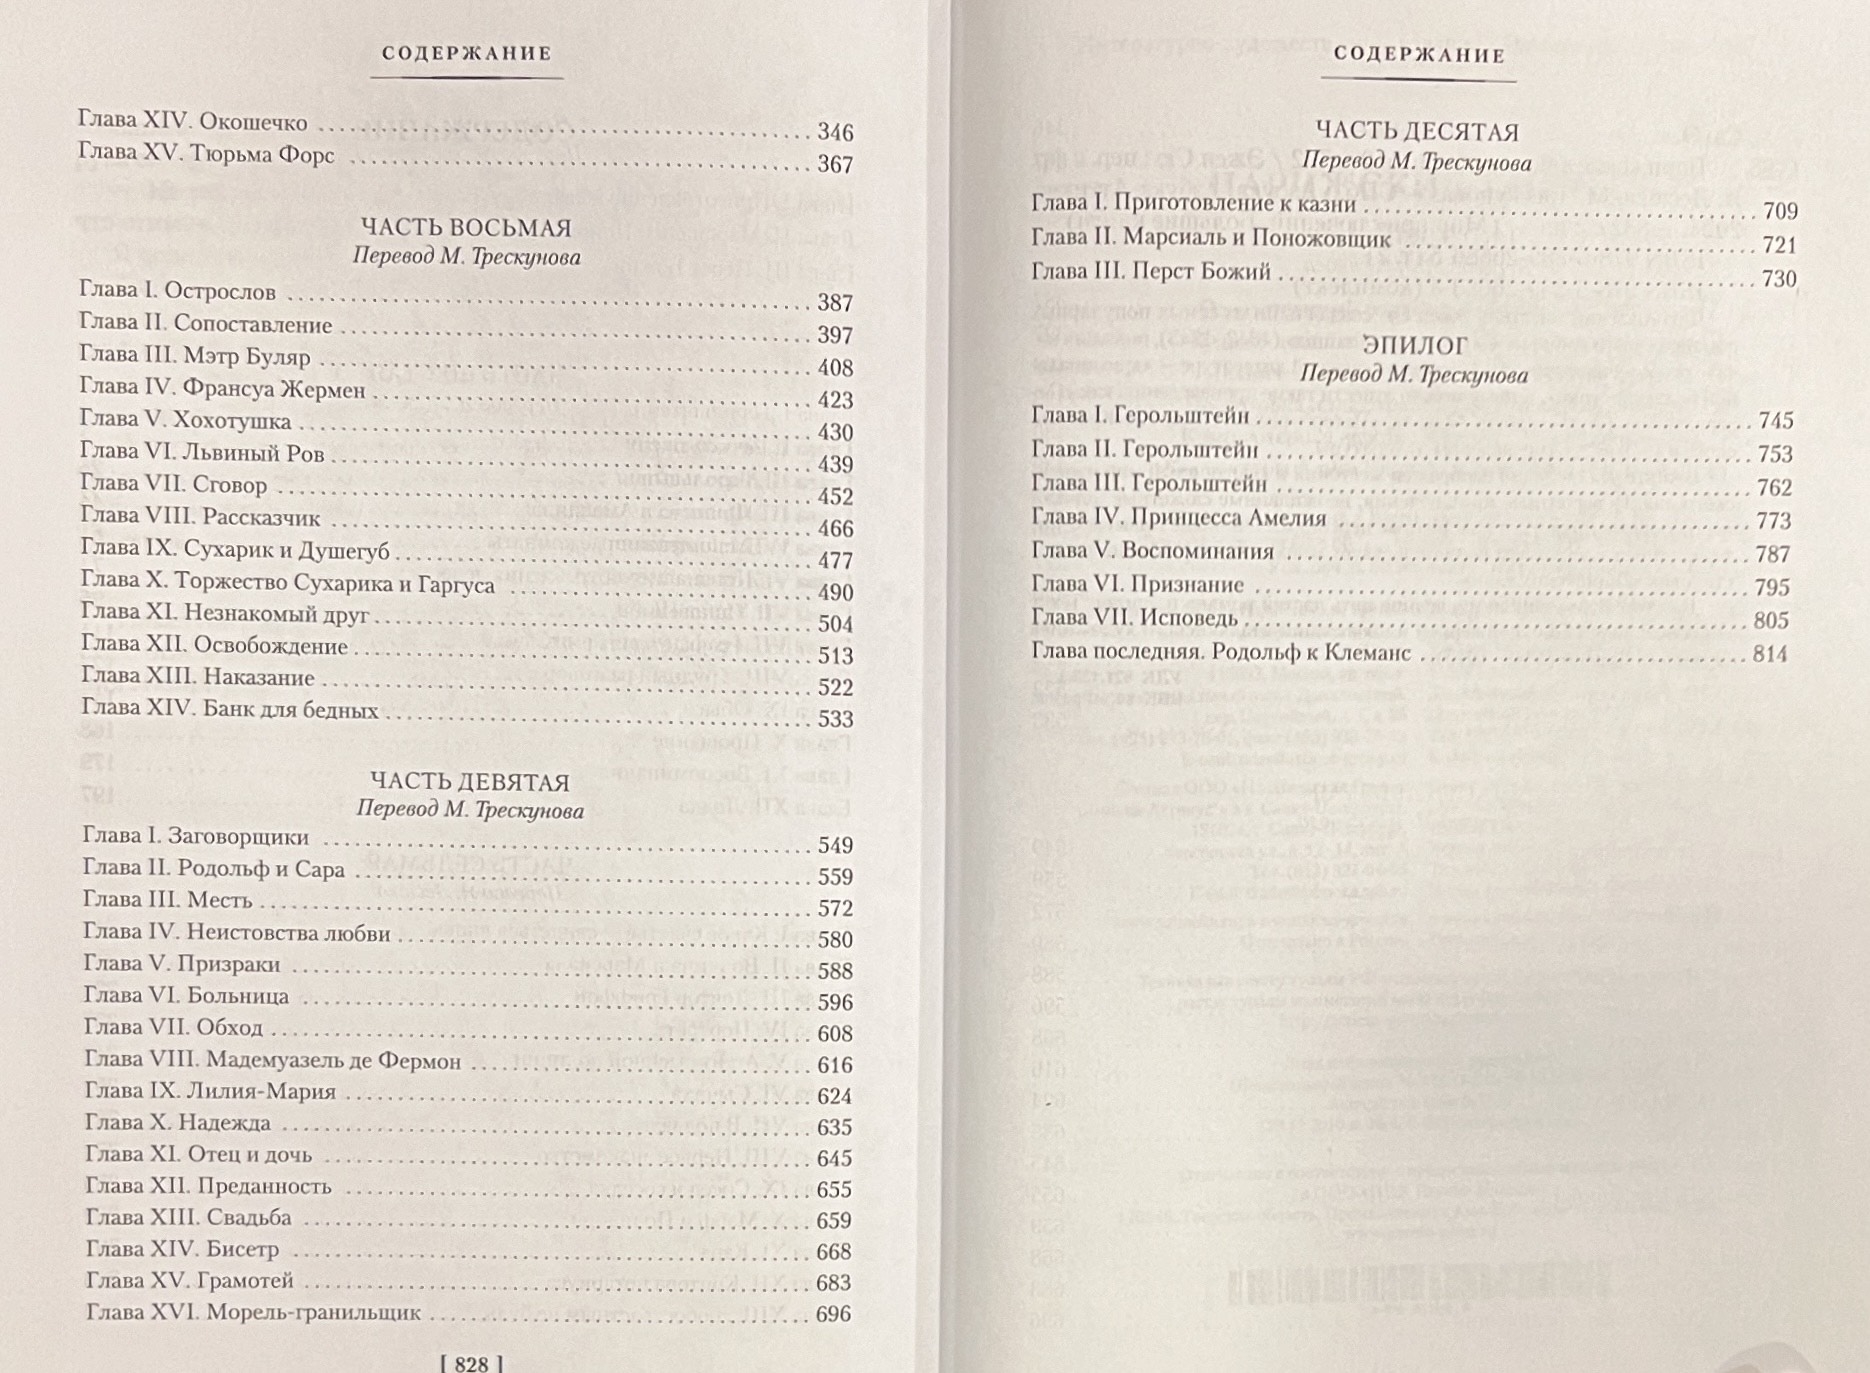 СОДЕРЖАНИЕ
Глава XIV. Окошечко 346
Глава XV. Тюрьма Форс 367
ЧАСТЬ ВОСЬМАЯ
Перевод М. Трескунова
Глава I. Острослов 387
Глава II. Сопоставление 397
Глава III. Мэтр Буляр 408
Глава IV. Франсуа Жермен 423
Глава V. Хохотушка 430
Глава VI. Львиный Ров 439
Глава VII. Сговор 452
Глава VIII. Рассказчик 466
Глава IX. Сухарик и Душегуб 477
Глава X. Торжество Сухарика и Гаргуса 490
Глава XI. Незнакомый друг 504
Глава XII. Освобождение 513
Глава XIII. Наказание 522
Глава XIV. Банк для бедных 533
ЧАСТЬ ДЕВЯТАЯ
Перевод М. Трескунова
Глава I. Заговорщики 549
Глава II. Родольф и Сара 559
Глава III. Месть 572
Глава IV. Неистовства любви 580
Глава V. Призраки 588
Глава VI. Больница 596
Глава VII. Обход 608
Глава VIII. Мадемуазель де Фермон 616
Глава IX. Лилия-Мария 624
Глава X. Надежда 635
Глава XI. Отец и дочь 645
Глава XII. Преданность 655
Глава XIII. Свадьба 659
Глава XIV. Бисетр 668
Глава XV. Грамотей 683
Глава XVI. Морель-гранильщик 696
[ 828 ]
СОДЕРЖАНИЕ
ЧАСТЬ ДЕСЯТАЯ
Перевод М. Трескунова
Глава I. Приготовление к казни 709
Глава II. Марсиаль и Поножовщик 721
Глава III. Перст Божий 730
ЭПИЛОГ
Перевод М. Трескунова
Глава I. Герольштейн 745
Глава II. Герольштейн 753
Глава III. Герольштейн 762
Глава IV. Принцесса Амелия 773
Глава V. Воспоминания 787
Глава VI. Признание 795
Глава VII. Исповедь 805
Глава последняя. Родольф к Клеманс 814